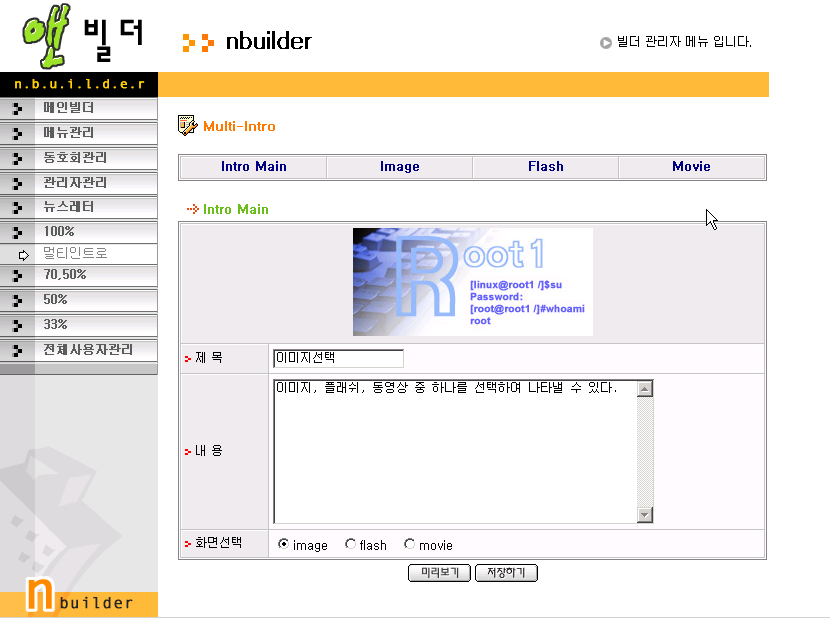 앤빌더
n.b.u.i.l.d.e.r
nbuilder
빌더 관리자 메뉴 입니다.
메인빌더
메뉴관리
동호회관리
관리자관리
뉴스레터
100%
멀티인트로
70,50%
50%
33%
전체사용자관리
n builder
Multi-Intro
Intro Main Image Flash Movie
Intro Main
Root1
[linux@root1 /]$su
Password:
[root@root1 /]#whoami
root
제 목 이미지선택
내 용 이미지, 플래쉬, 동영상 중 하나를 선택하여 나타낼 수 있다.
화면선택 image flash movie
미리보기 저장하기